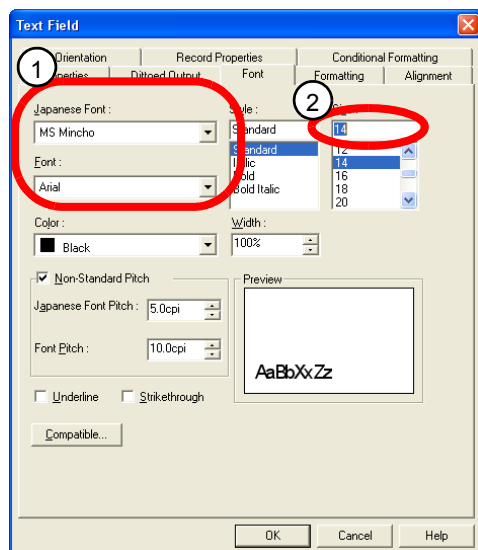 Text Field
Orientation Record Properties Conditional Formatting
1 Dittoed Output Font Formatting Alignment
2
Japanese Font :
MS Mincho Standard 14
Standard 12
Font : Italic 14
Bold 16
Arial Bold Italic 18
20
Color : Width :
Black 100%
Non-Standard Pitch Preview
Japanese Font Pitch : 5.0cpi
Font Pitch : 10.0cpi
AaBbXxZz
Underline Strikethrough
Compatible...
OK Cancel Help